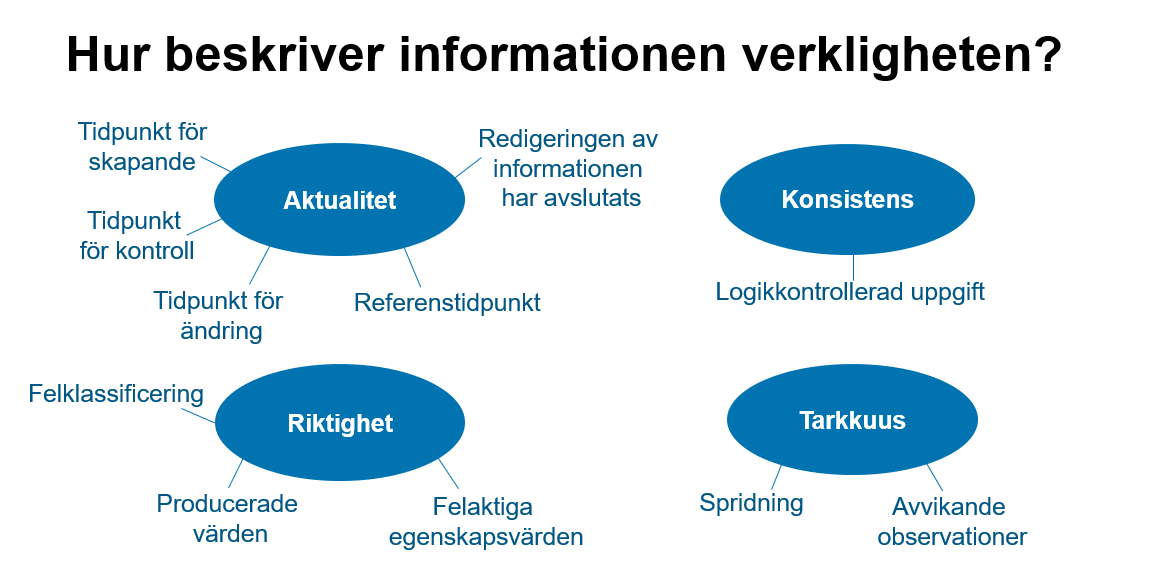 Hur beskriver informationen verkligheten?
Tidpunkt för
skapande
Aktualitet
Redigeringen av
informationen
har avslutats
Tidpunkt
för kontroll
Tidpunkt för
ändring
Referenstidpunkt
Konsistens
Logikkontrollerad uppgift
Felklassificering
Riktighet
Producerade
värden
Felaktiga
egenskapsvärden
Tarkkuus
Spridning
Avvikande
observationer